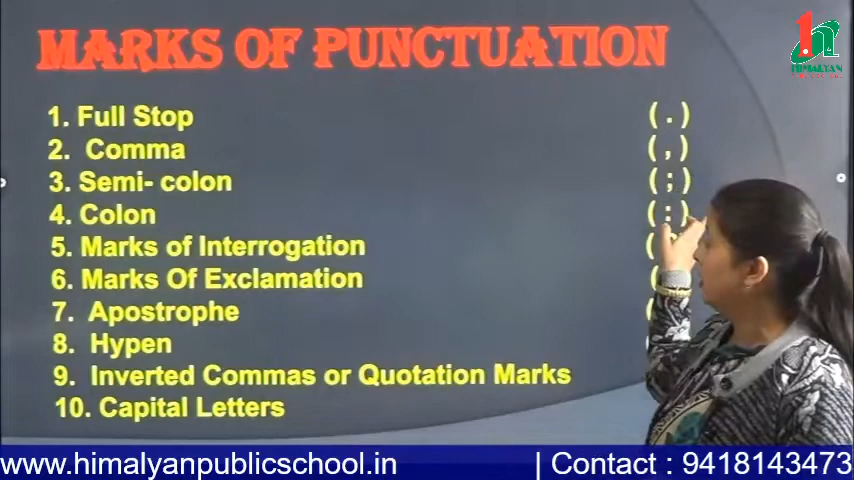 MARKS OF PUNCTUATION
HIMALYAN
1. Full Stop ( . )
2. Comma ( , )
3. Semi- colon ( ; )
4. Colon ( : )
5. Marks of Interrogation (
6. Marks Of Exclamation (
7. Apostrophe (
8. Hypen
9. Inverted Commas or Quotation Marks
10. Capital Letters
www.himalyanpublicschool.in | Contact : 9418143473